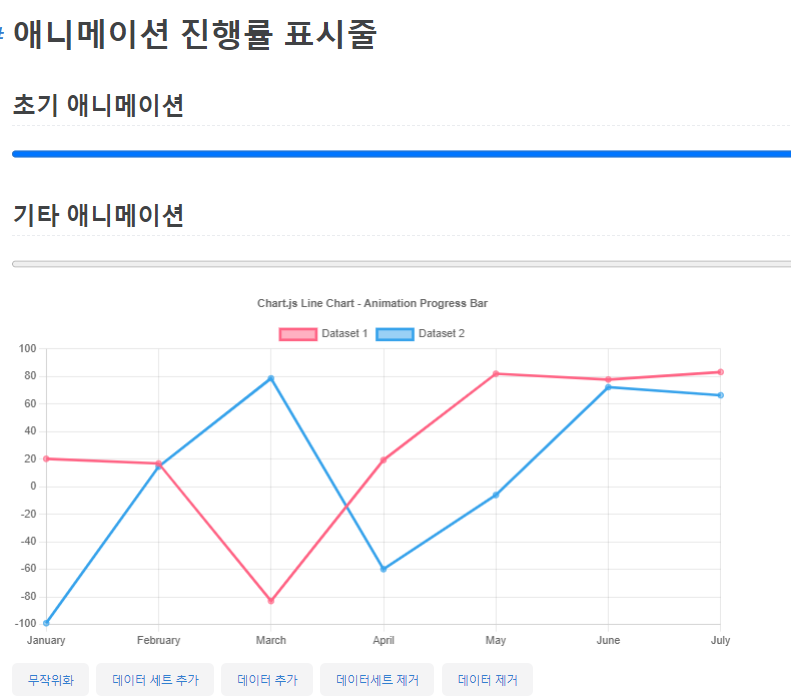 # 애니메이션 진행률 표시줄
초기 애니메이션
기타 애니메이션
Chart.js Line Chart - Animation Progress Bar
Dataset 1 Dataset 2
100
80
60
40
20
0
-20
-40
-60
-80
-100
January February March April May June July
무작위화 데이터 세트 추가 데이터 추가 데이터세트 제거 데이터 제거